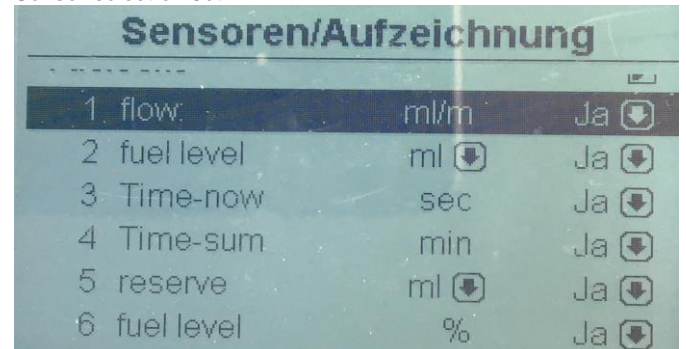 Sensoren/Aufzeichnung
1 flow: ml/m Ja
2 fuel level ml Ja
3 Time-now sec Ja
4 Time-sum min Ja
5 reserve ml Ja
6 fuel level % Ja